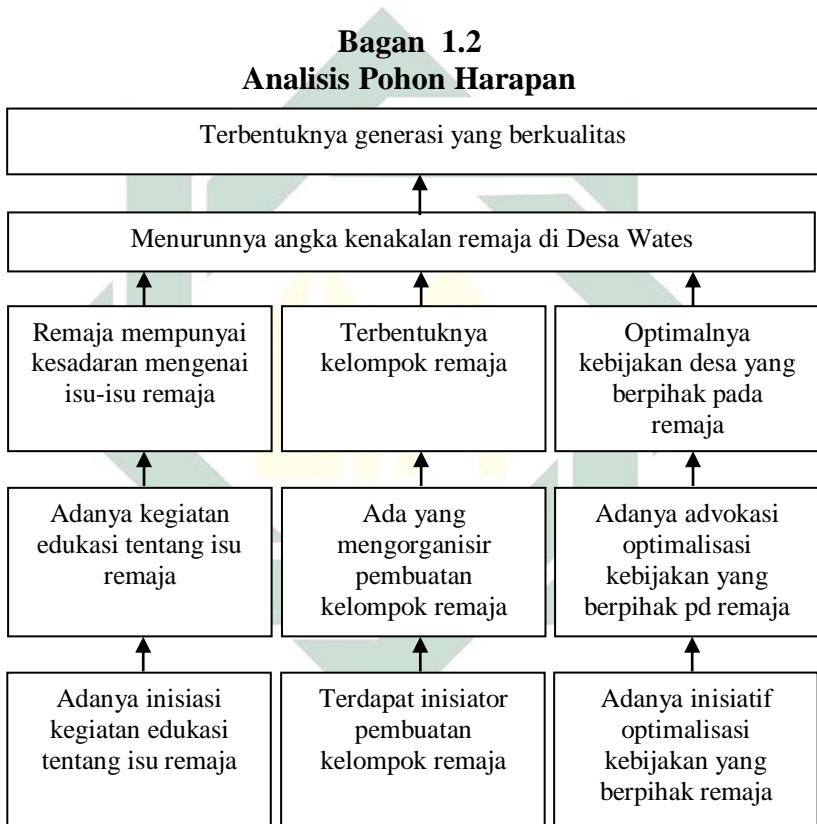 Bagan 1.2
Analisis Pohon Harapan
Terbentuknya generasi yang berkualitas
Menurunnya angka kenakalan remaja di Desa Wates
Remaja mempunyai
kesadaran mengenai
isu-isu remaja
Terbentuknya
kelompok remaja
Optimalnya
kebijakan desa yang
berpihak pada
remaja
Adanya kegiatan
edukasi tentang isu
remaja
Ada yang
mengorganisir
pembuatan
kelompok remaja
Adanya advokasi
optimalisasi
kebijakan yang
berpihak pd remaja
Adanya inisiasi
kegiatan edukasi
tentang isu remaja
Terdapat inisiator
pembuatan
kelompok remaja
Adanya inisiatif
optimalisasi
kebijakan yang
berpihak remaja